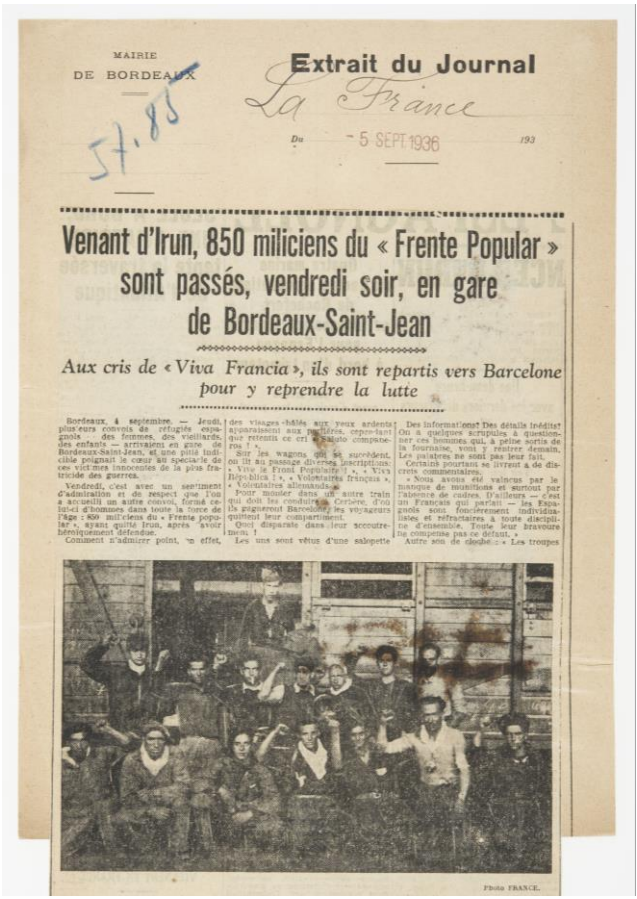 MAIRIE
DE BORDEAUX
57.85
Extrait du Journal
La France
Du - 5 SEPT. 1936 193
Venant d'Irun, 850 miliciens du « Frente Popular »
sont passés, vendredi soir, en gare
de Bordeaux-Saint-Jean
Aux cris de « Viva Francia », ils sont repartis vers Barcelone
pour y reprendre la lutte
Bordeaux, 4 septembre. — Jeudi,
plusieurs convois de réfugiés espa-
gnols — des femmes, des vieillards,
des enfants — arrivaient en gare de
Bordeaux-Saint-Jean, et une pitié indi-
cible poignait le cœur au spectacle de
ces victimes innocentes de la plus fra-
tricide des guerres.
Vendredi, c'est avec un sentiment
d'admiration et de respect que l'on
a accueilli un autre convoi, formé ce-
lui-ci d'hommes dans toute la force de
l'âge : 850 miliciens du « Frente popu-
lar », ayant quitté Irun, après l'avoir
héroïquement défendue.
Comment n'admirer point, en effet,
des visages hâlés aux yeux ardents
apparaissent aux portières, cependant
que retentit ce cri
Sur les wagons qui se succèdent,
on lit au passage diverses inscriptions:
« Vive le Front Populaire ! », « Viva
República ! », « Volontaires français »,
« Volontaires allemands ».
Pour monter dans un autre train
qui doit les conduire à Cerbère, d'où
ils gagneront Barcelone, les voyageurs
quittent leur compartiment.
Quel disparate dans leur accoutre-
ment !
Les uns sont vêtus d'une salopette
Des informations? Des détails inédits?
On a quelques scrupules à question-
ner ces hommes qui, à peine sortis de
la fournaise, vont y rentrer demain.
Les palabres ne sont pas leur fait.
Certains pourtant se livrent à de dis-
crets commentaires.
« Nous avons été vaincus par le
manque de munitions et surtout par
l'absence de cadres. D'ailleurs — c'est
un Français qui parlait — les Espa-
gnols sont foncièrement individua-
listes et réfractaires à toute discipli-
ne d'ensemble. Toute leur bravoure
ne compense pas ce défaut. »
Autre son de cloche : « Les troupes
Photo FRANCE.